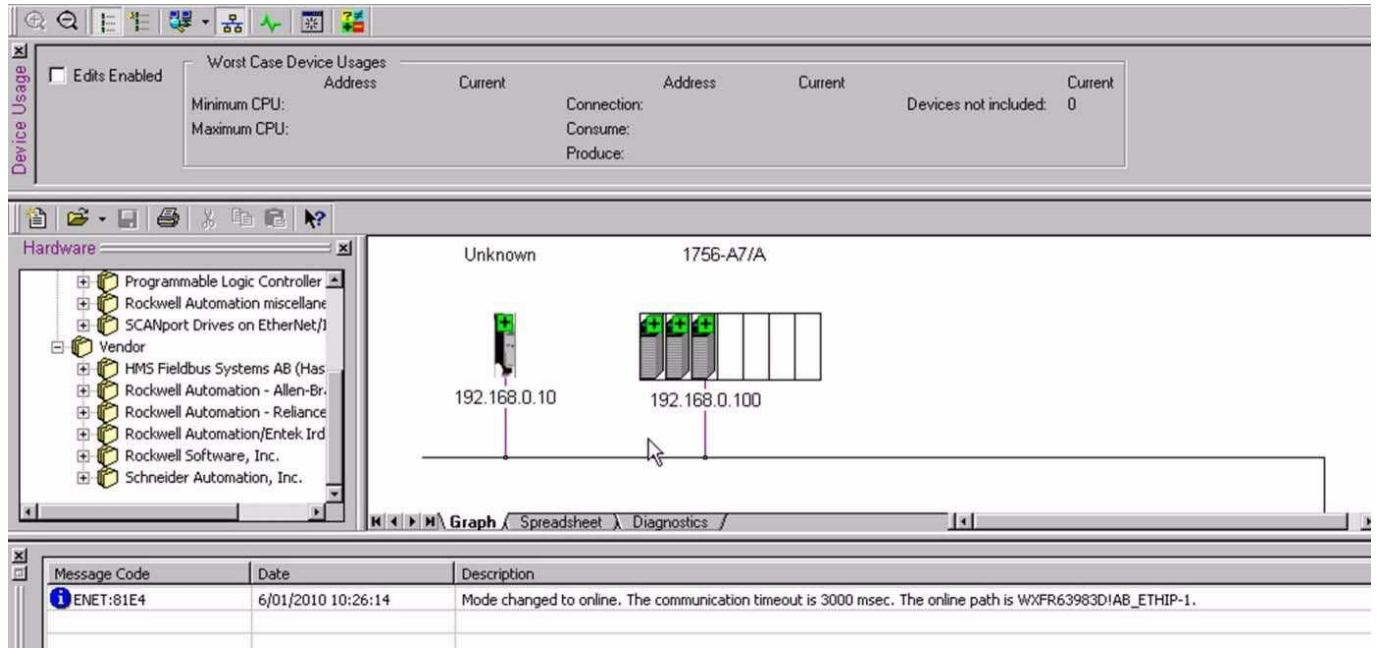 Device Usage
Edits Enabled
Worst Case Device Usages
Address Current Address Current Current
Minimum CPU: Connection: Devices not included: 0
Maximum CPU: Consume:
Produce:
Hardware
Programmable Logic Controller
Rockwell Automation miscellane
SCANport Drives on EtherNet/I
Vendor
HMS Fieldbus Systems AB (Has
Rockwell Automation - Allen-Br
Rockwell Automation - Reliance
Rockwell Automation/Entek Ird
Rockwell Software, Inc.
Schneider Automation, Inc.
Unknown 1756-A7/A
192.168.0.10 192.168.0.100
Graph Spreadsheet Diagnostics
Message Code Date Description
ENET:81E4 6/01/2010 10:26:14 Mode changed to online. The communication timeout is 3000 msec. The online path is WXFR63983D!AB_ETHIP-1.